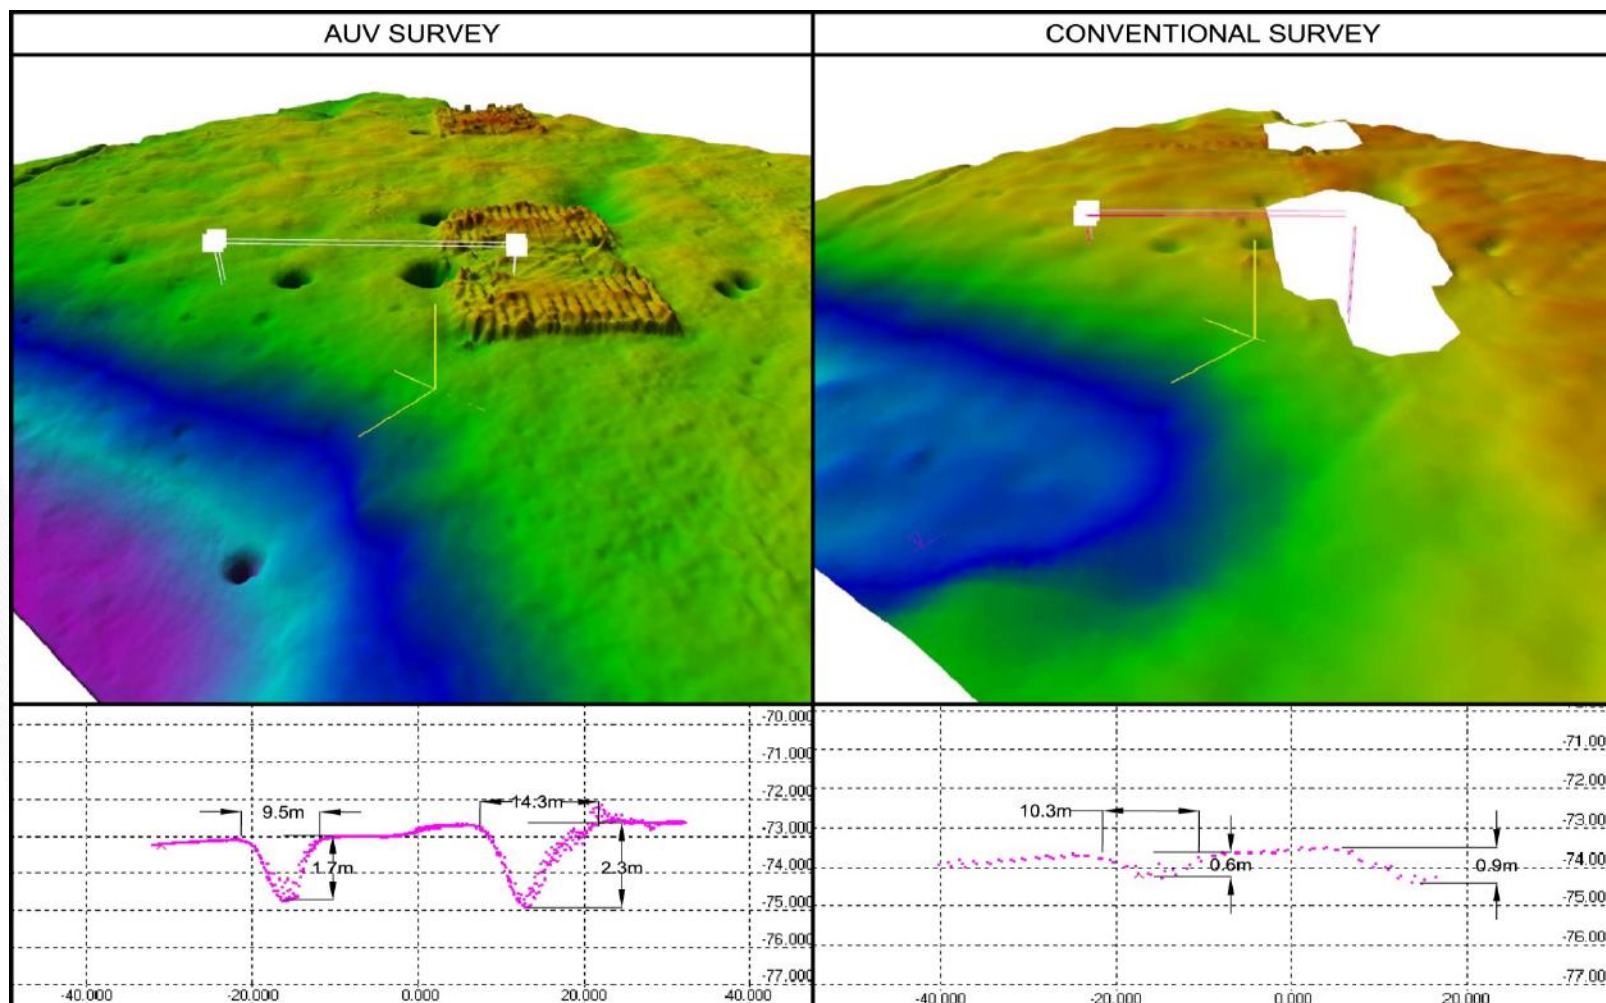 AUV SURVEY
CONVENTIONAL SURVEY
-70.000
-71.000
-72.000
-73.000
-74.000
-75.000
-76.000
-77.000
9.5m
14.3m
1.7m
2.3m
-40.000 -20.000 0.000 20.000 40.000
-71.00
-72.00
-73.00
-74.00
-75.00
-76.00
-77.00
10.3m
0.6m
0.9m
-40.000 -20.000 0.000 20.000